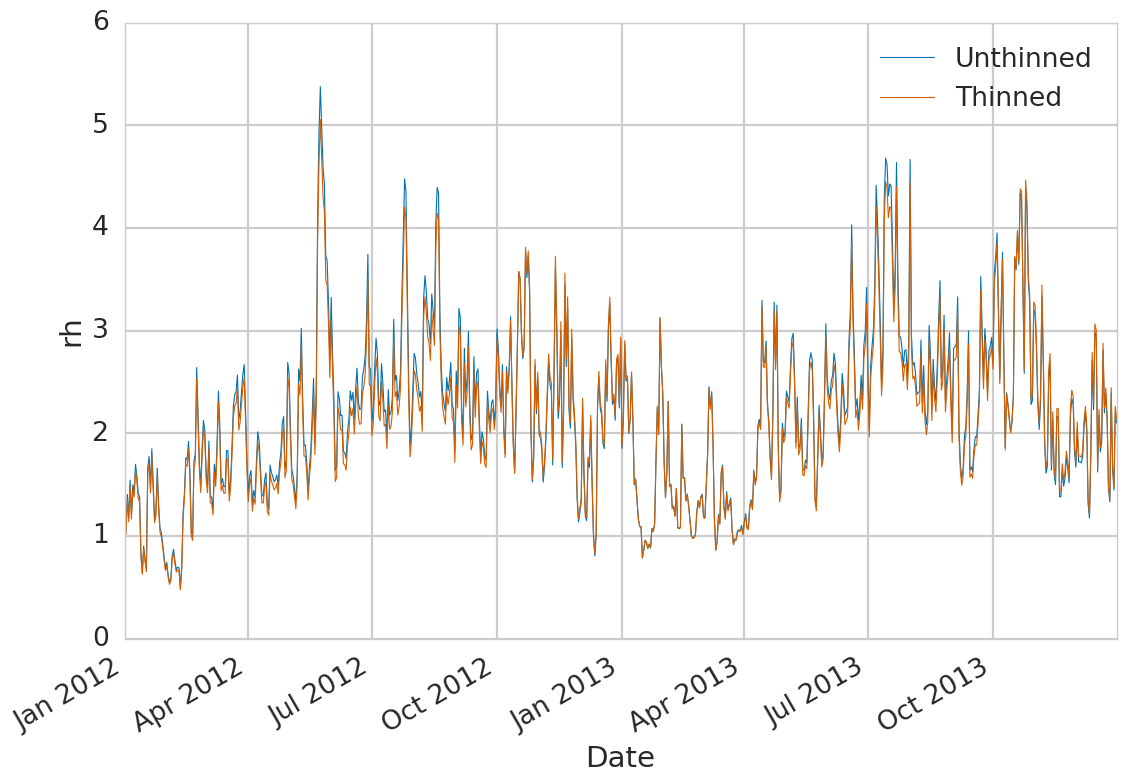 6
5
4
3
2
1
0
rh
Unthinned
Thinned
Jan 2012
Apr 2012
Jul 2012
Oct 2012
Jan 2013
Apr 2013
Jul 2013
Oct 2013
Date